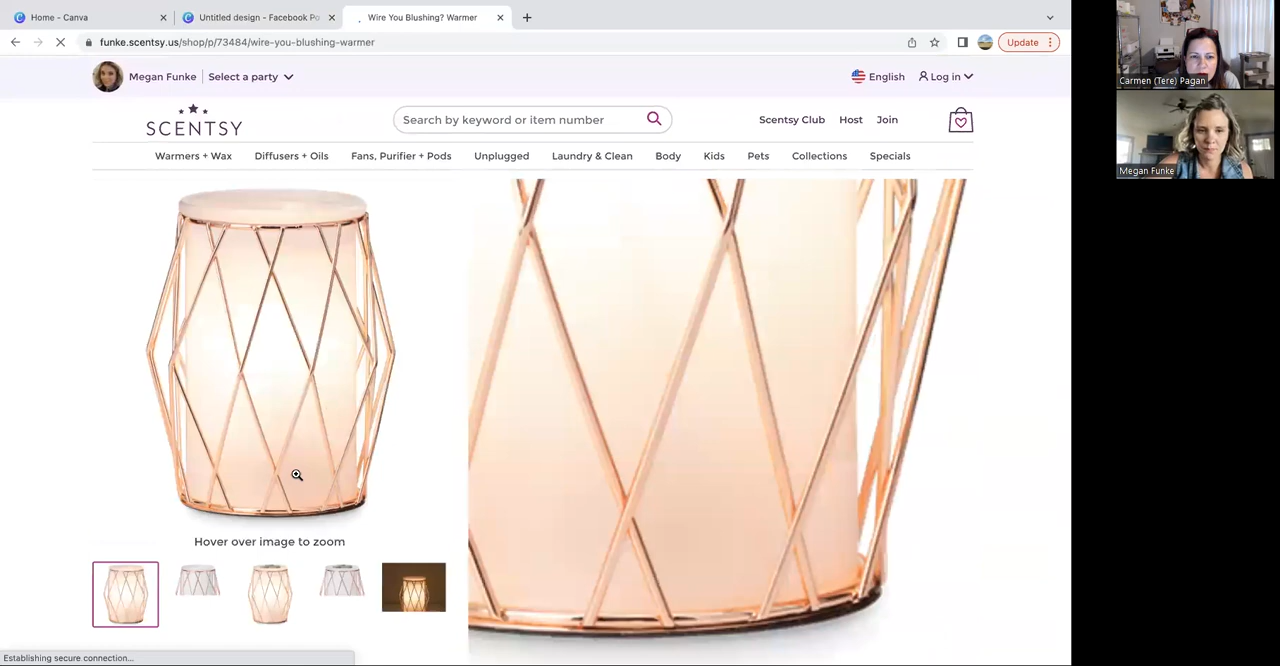 Home - Canva
Untitled design - Facebook Po
Wire You Blushing? Warmer
funke.scentsy.us/shop/p/73484/wire-you-blushing-warmer
Update
Megan Funke
Select a party
English
Log in
SCENTSY
Search by keyword or item number
Scentsy Club
Host
Join
Warmers + Wax
Diffusers + Oils
Fans, Purifier + Pods
Unplugged
Laundry & Clean
Body
Kids
Pets
Collections
Specials
Hover over image to zoom
Establishing secure connection...
Carmen (Tere) Pagan
Megan Funke